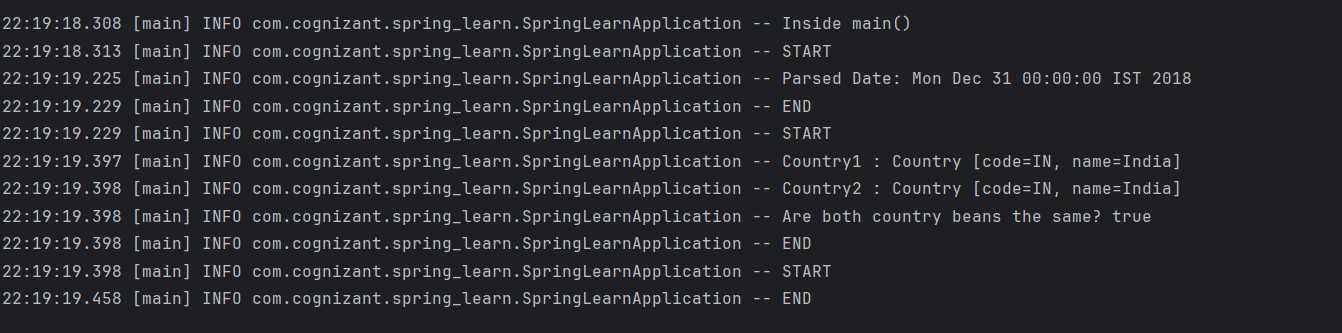 22:19:18.308 [main] INFO com.cognizant.spring_learn.SpringLearnApplication -- Inside main()
22:19:18.313 [main] INFO com.cognizant.spring_learn.SpringLearnApplication -- START
22:19:19.225 [main] INFO com.cognizant.spring_learn.SpringLearnApplication -- Parsed Date: Mon Dec 31 00:00:00 IST 2018
22:19:19.229 [main] INFO com.cognizant.spring_learn.SpringLearnApplication -- END
22:19:19.229 [main] INFO com.cognizant.spring_learn.SpringLearnApplication -- START
22:19:19.397 [main] INFO com.cognizant.spring_learn.SpringLearnApplication -- Country1 : Country [code=IN, name=India]
22:19:19.398 [main] INFO com.cognizant.spring_learn.SpringLearnApplication -- Country2 : Country [code=IN, name=India]
22:19:19.398 [main] INFO com.cognizant.spring_learn.SpringLearnApplication -- Are both country beans the same? true
22:19:19.398 [main] INFO com.cognizant.spring_learn.SpringLearnApplication -- END
22:19:19.398 [main] INFO com.cognizant.spring_learn.SpringLearnApplication -- START
22:19:19.458 [main] INFO com.cognizant.spring_learn.SpringLearnApplication -- END